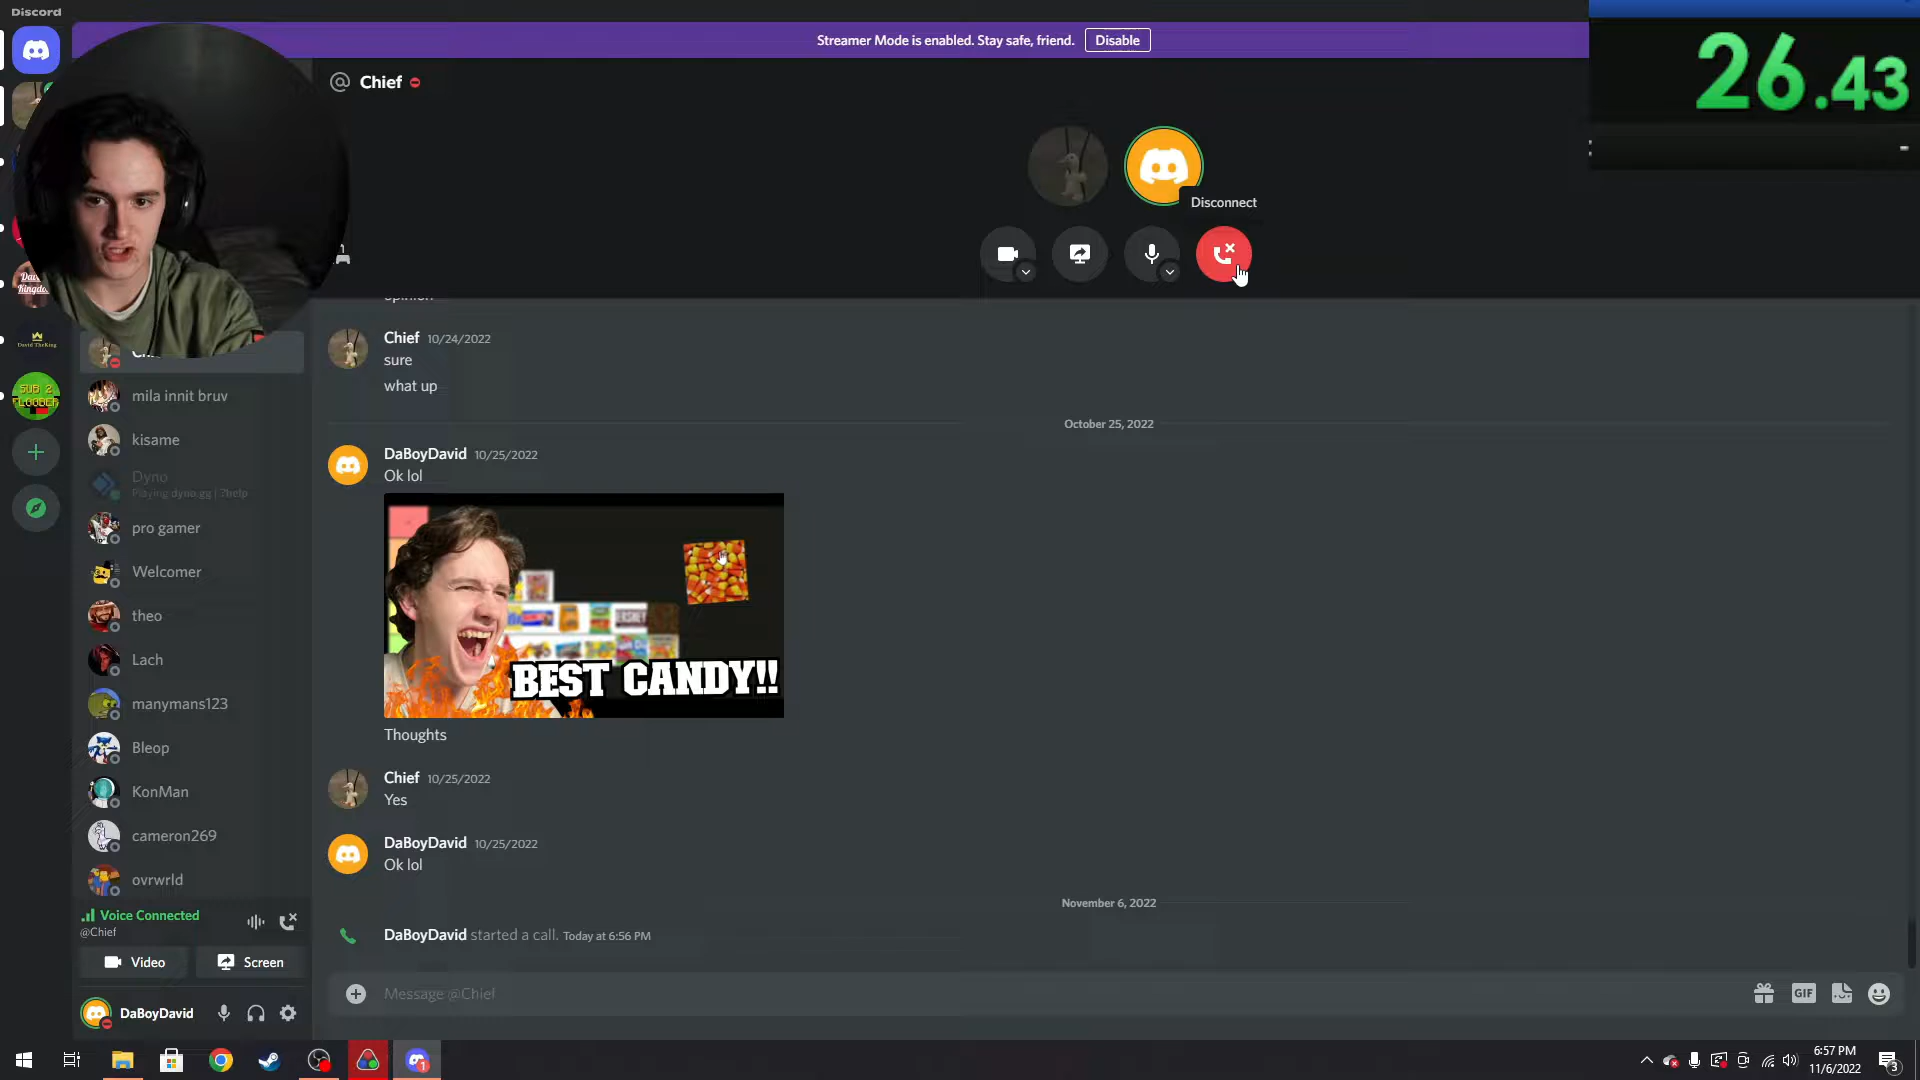 Discord
Streamer Mode is enabled. Stay safe, friend.
Disable
26.43
Chief
Disconnect
Chief 10/24/2022
sure
what up
October 25, 2022
DaBoyDavid 10/25/2022
Ok lol
BEST CANDY!!
Thoughts
Chief 10/25/2022
Yes
DaBoyDavid 10/25/2022
Ok lol
November 6, 2022
DaBoyDavid started a call. Today at 6:56 PM
Message @Chief
GIF
SUB 2
mila innit bruv
kisame
Dyno
Playing dyno.gg | ?help
pro gamer
Welcomer
theo
Lach
manymans123
Bleop
KonMan
cameron269
ovrwrld
Voice Connected
@Chief
Video
Screen
DaBoyDavid
6:57 PM
11/6/2022